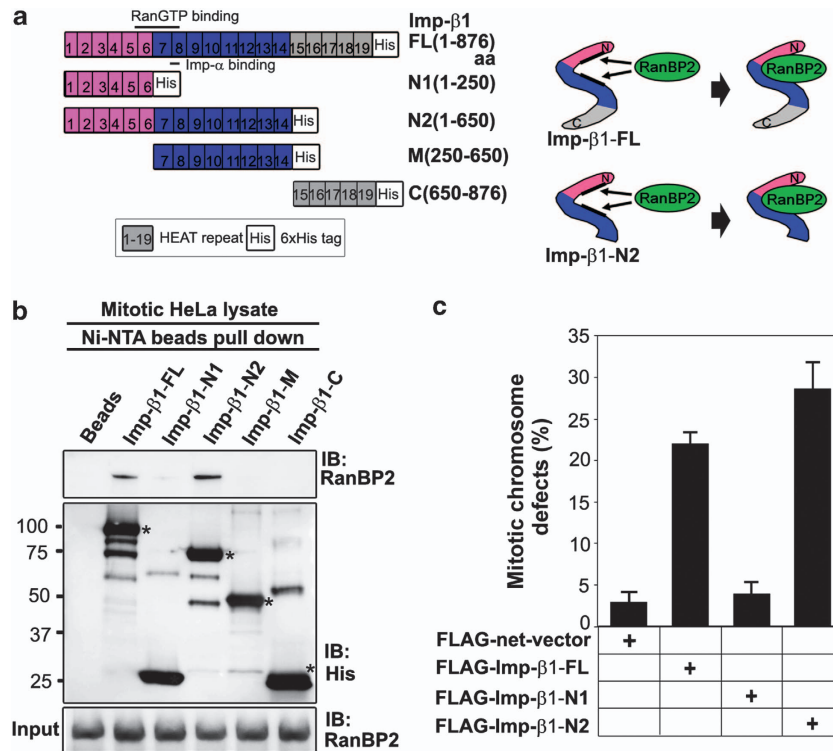 a
RanGTP binding
Imp-β1
1 2 3 4 5 6 7 8 9 10 11 12 13 14 15 16 17 18 19 His FL(1-876)
aa
Imp-α binding
1 2 3 4 5 6 His N1(1-250)
1 2 3 4 5 6 7 8 9 10 11 12 13 14 His N2(1-650)
7 8 9 10 11 12 13 14 His M(250-650)
15 16 17 18 19 His C(650-876)
1-19 HEAT repeat His 6xHis tag
N RanBP2 N RanBP2
C
Imp-β1-FL
N RanBP2 N RanBP2
Imp-β1-N2
b
Mitotic HeLa lysate
Ni-NTA beads pull down
Beads Imp-β1-FL Imp-β1-N1 Imp-β1-N2 Imp-β1-M Imp-β1-C
IB:
RanBP2
100
75
50
37
25
* * * *
IB:
His
Input
IB:
RanBP2
c
Mitotic chromosome
defects (%)
35
30
25
20
15
10
5
0
FLAG-net-vector +
FLAG-Imp-β1-FL +
FLAG-Imp-β1-N1 +
FLAG-Imp-β1-N2 +